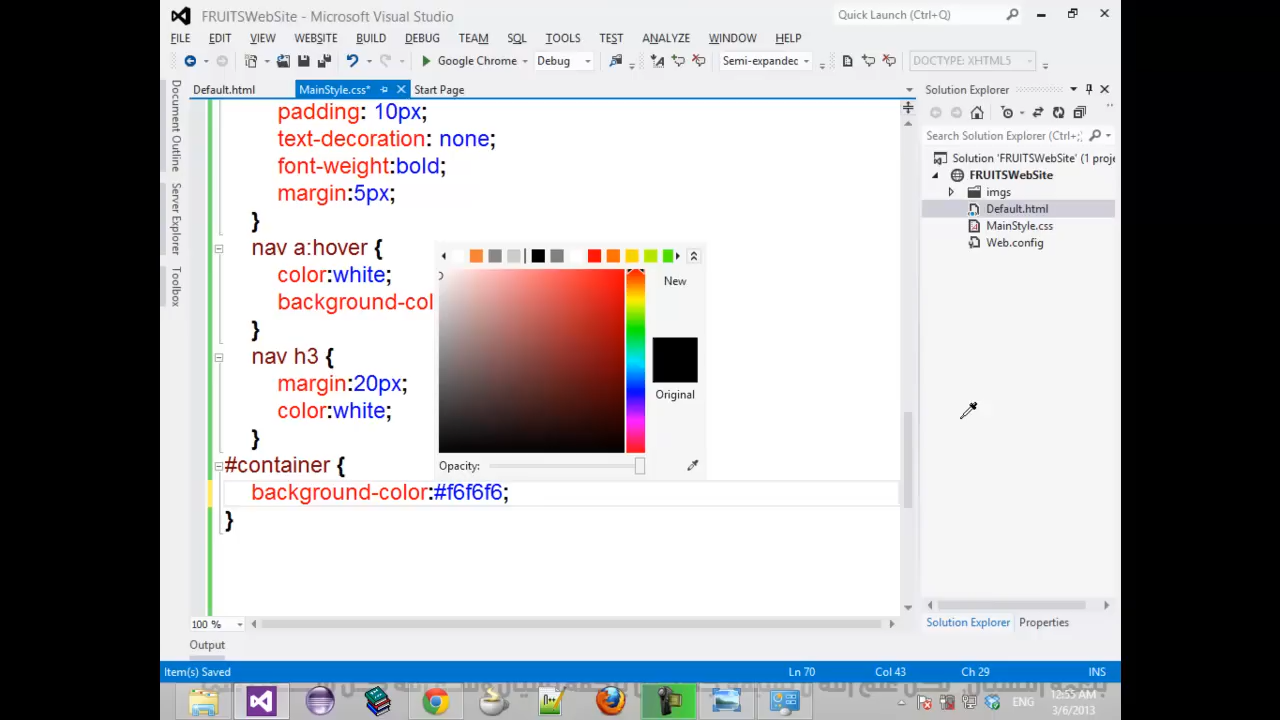 FRUITSWebSite - Microsoft Visual Studio
Quick Launch (Ctrl+Q)
FILE EDIT VIEW WEBSITE BUILD DEBUG TEAM SQL TOOLS TEST ANALYZE WINDOW HELP
Google Chrome Debug Semi-expanded DOCTYPE: XHTML5
Document Outline
Server Explorer
Toolbox
Default.html MainStyle.css* Start Page
padding: 10px;
text-decoration: none;
font-weight:bold;
margin:5px;
}
nav a:hover {
color:white;
background-col
}
nav h3 {
margin:20px;
color:white;
}
#container {
background-color:#f6f6f6;
}
New
Original
Opacity:
Solution Explorer
Search Solution Explorer (Ctrl+;)
Solution 'FRUITSWebSite' (1 proje
FRUITSWebSite
imgs
Default.html
MainStyle.css
Web.config
Solution Explorer Properties
100 %
Output
Item(s) Saved Ln 70 Col 43 Ch 29 INS
ENG
12:55 AM
3/6/2013